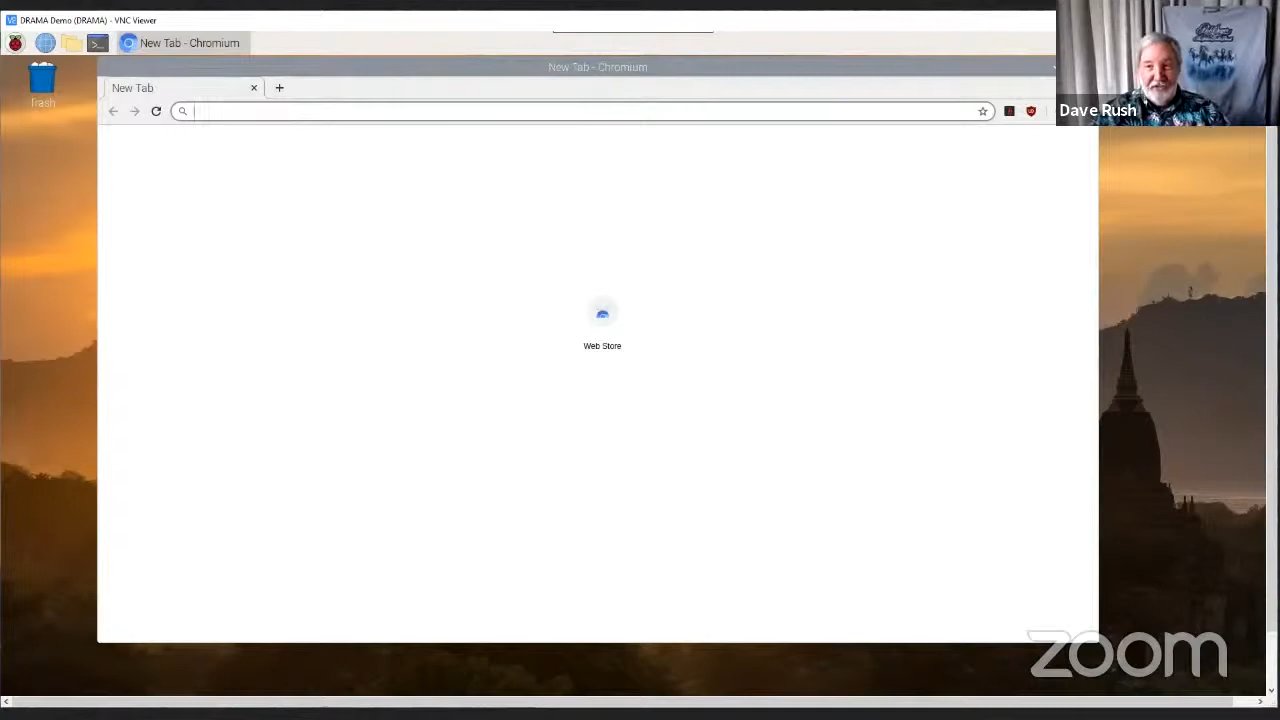 DRAMA Demo (DRAMA) - VNC Viewer
New Tab - Chromium
Trash
New Tab - Chromium
New Tab
Dave Rush
Web Store
zoom